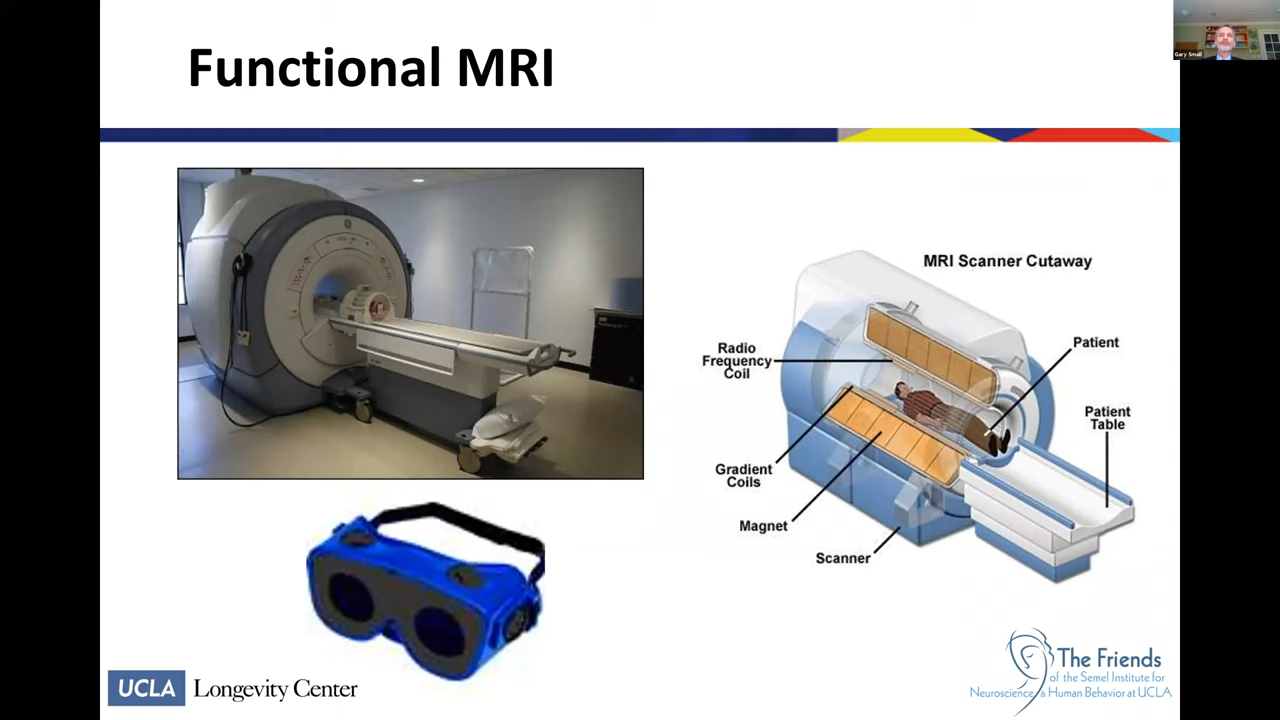 Functional MRI
Gary Small
MRI Scanner Cutaway
Radio
Frequency
Coil
Patient
Patient
Table
Gradient
Coils
Magnet
Scanner
UCLA Longevity Center
The Friends
of the Semel Institute for
Neuroscience & Human Behavior at UCLA